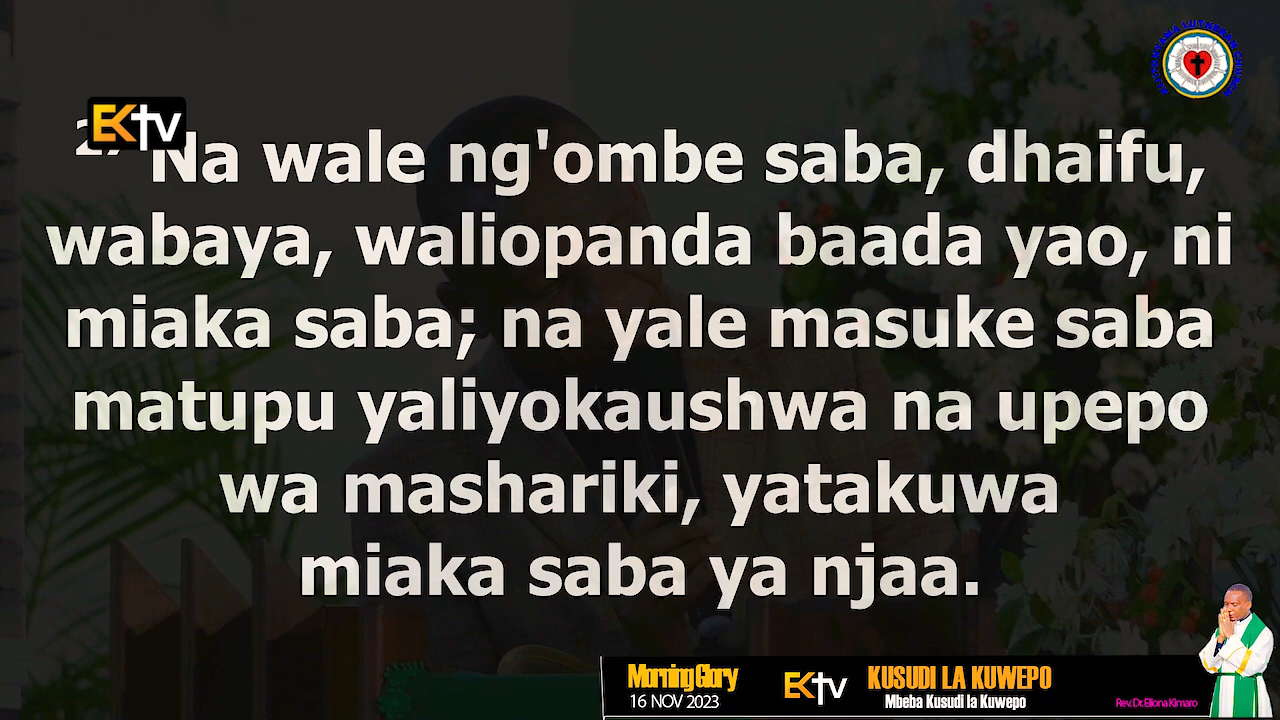 EKTV
Na wale ng'ombe saba, dhaifu,
wabaya, waliopanda baada yao, ni
miaka saba; na yale masuke saba
matupu yaliyokaushwa na upepo
wa mashariki, yatakuwa
miaka saba ya njaa.
Morning Glory
16 NOV 2023
EKTV
KUSUDI LA KUWEPO
Mbeba Kusudi la Kuwepo
Rev. Dr. Eliona Kimaro